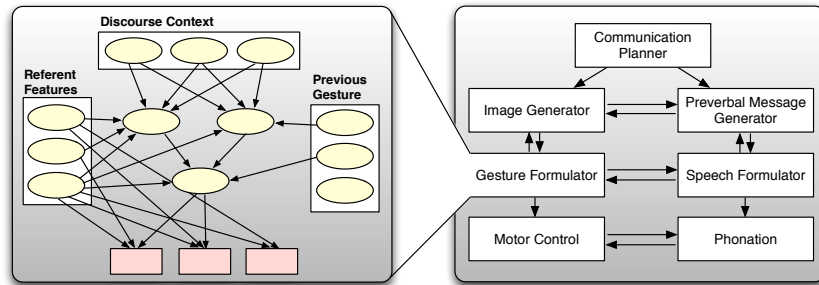 Discourse Context
Referent
Features
Previous
Gesture
Communication
Planner
Image Generator
Preverbal Message
Generator
Gesture Formulator
Speech Formulator
Motor Control
Phonation